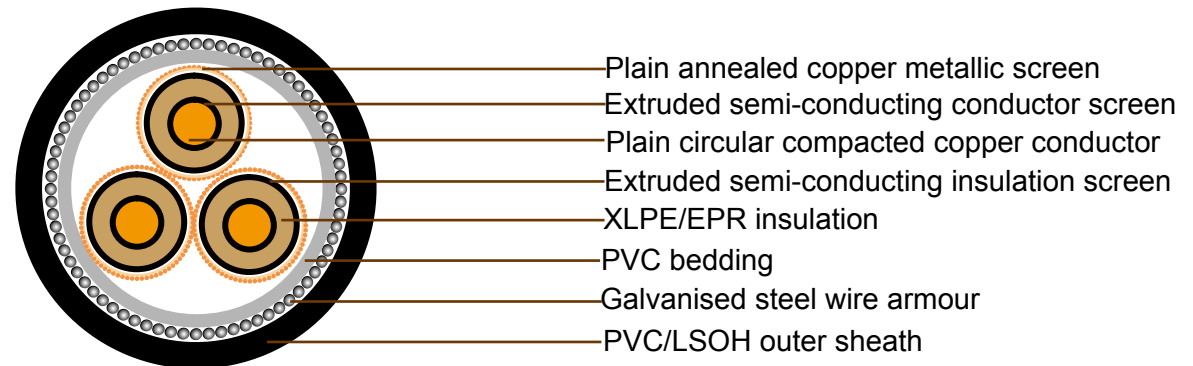 Plain annealed copper metallic screen
Extruded semi-conducting conductor screen
Plain circular compacted copper conductor
Extruded semi-conducting insulation screen
XLPE/EPR insulation
PVC bedding
Galvanised steel wire armour
PVC/LSOH outer sheath